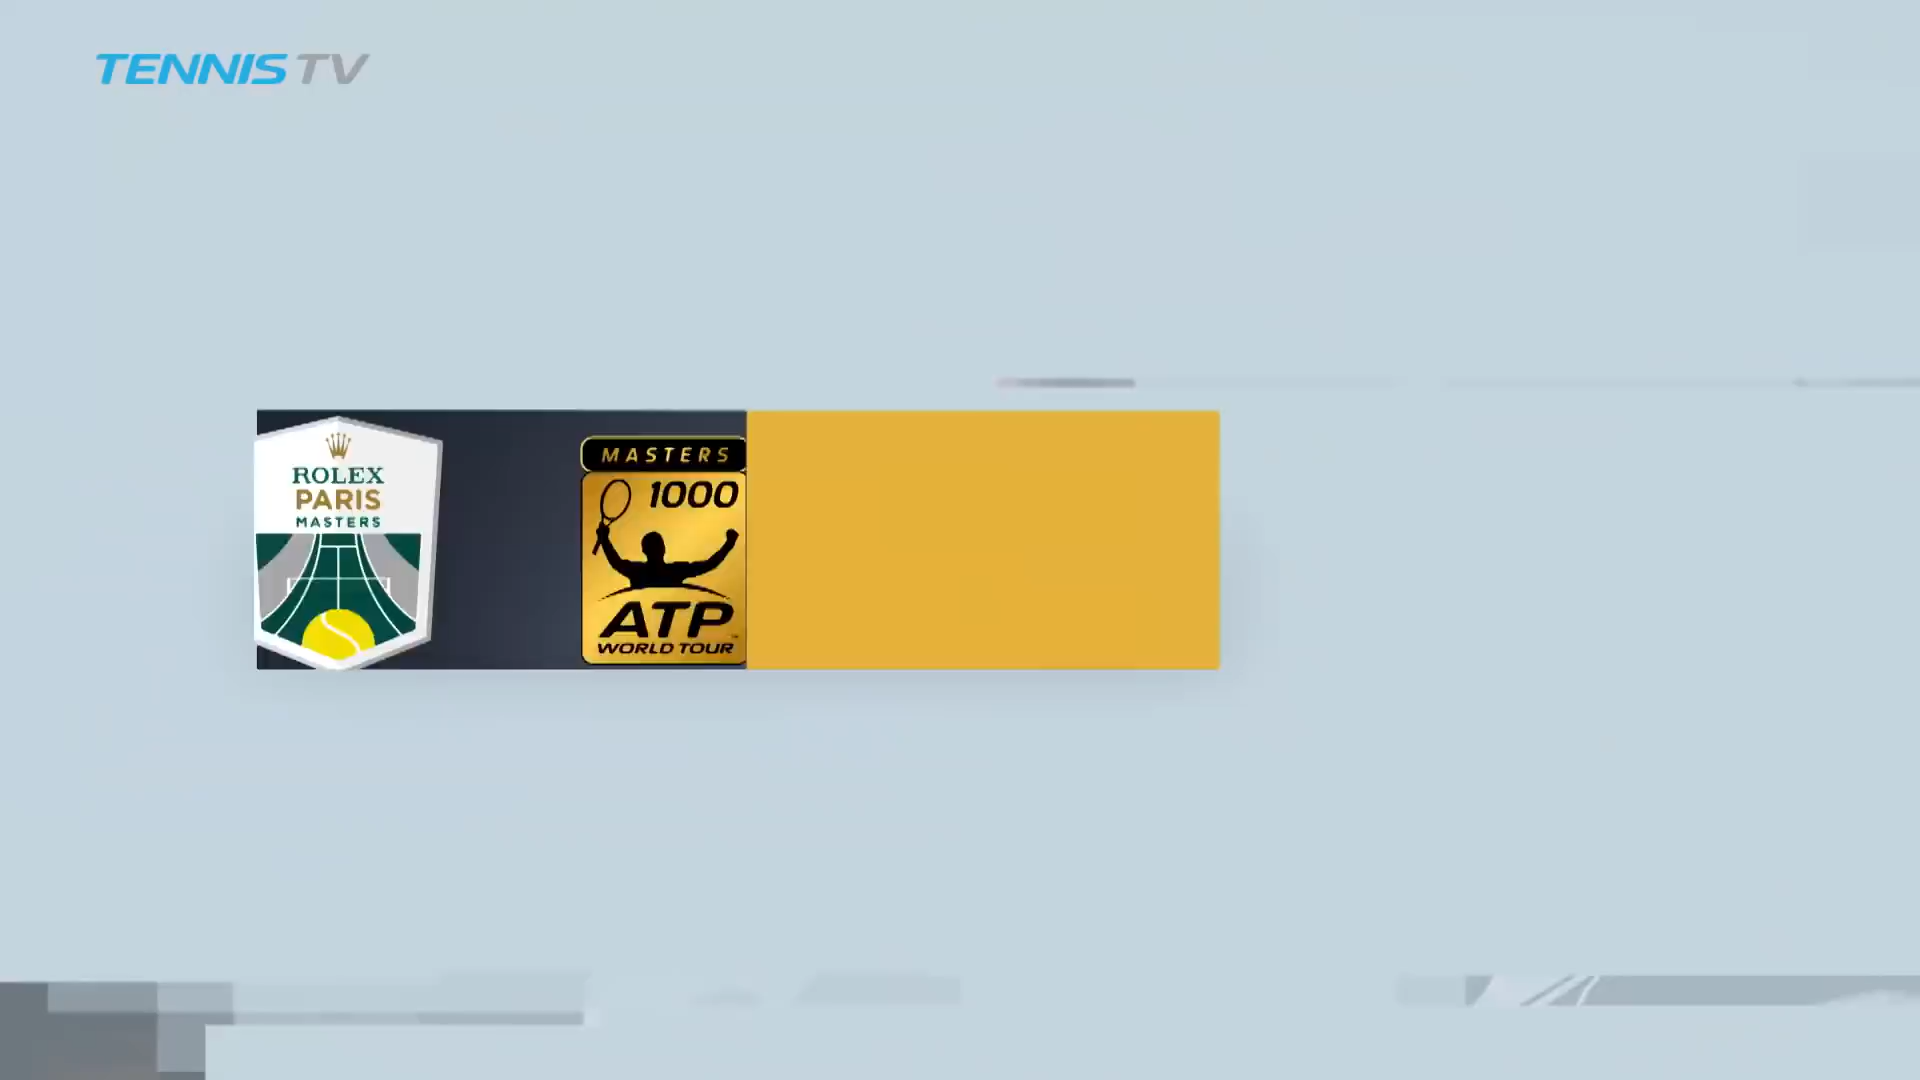 TENNIS TV
ROLEX
PARIS
MASTERS
MASTERS
1000
ATP
WORLD TOUR